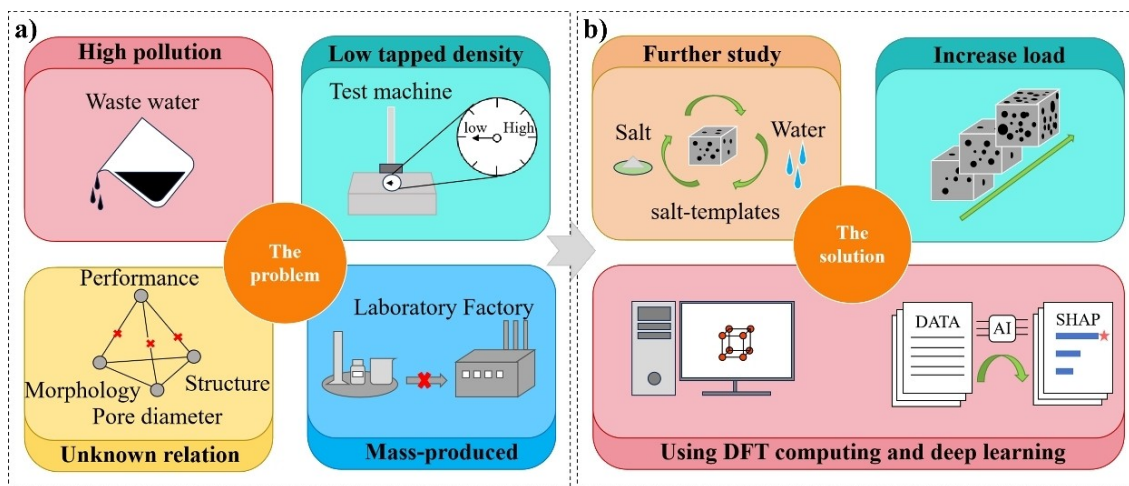 a)
High pollution
Waste water
Low tapped density
Test machine
low
High
The
problem
Performance
Morphology
Structure
Pore diameter
Unknown relation
Laboratory Factory
Mass-produced
b)
Further study
Salt
Water
salt-templates
Increase load
The
solution
DATA
AI
SHAP
Using DFT computing and deep learning